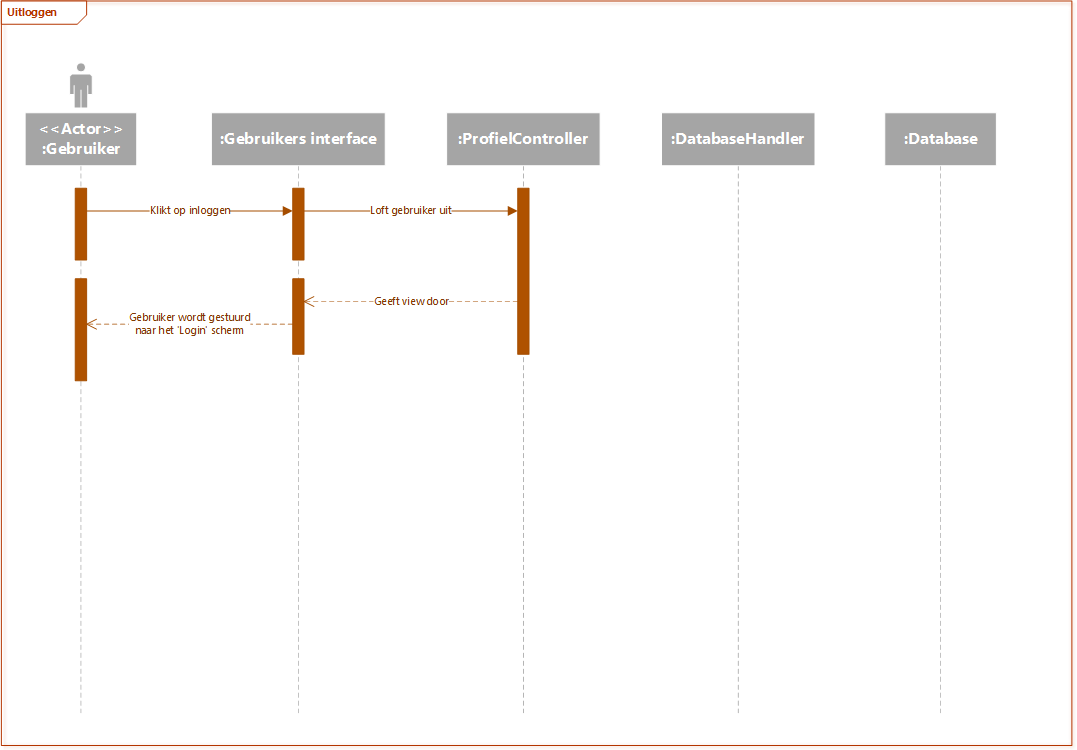 Uitloggen
<<Actor>>
:Gebruiker
:Gebruikers interface
:ProfielController
:DatabaseHandler
:Database
Klikt op inloggen
Loft gebruiker uit
Geeft view door
Gebruiker wordt gestuurd
naar het 'Login' scherm